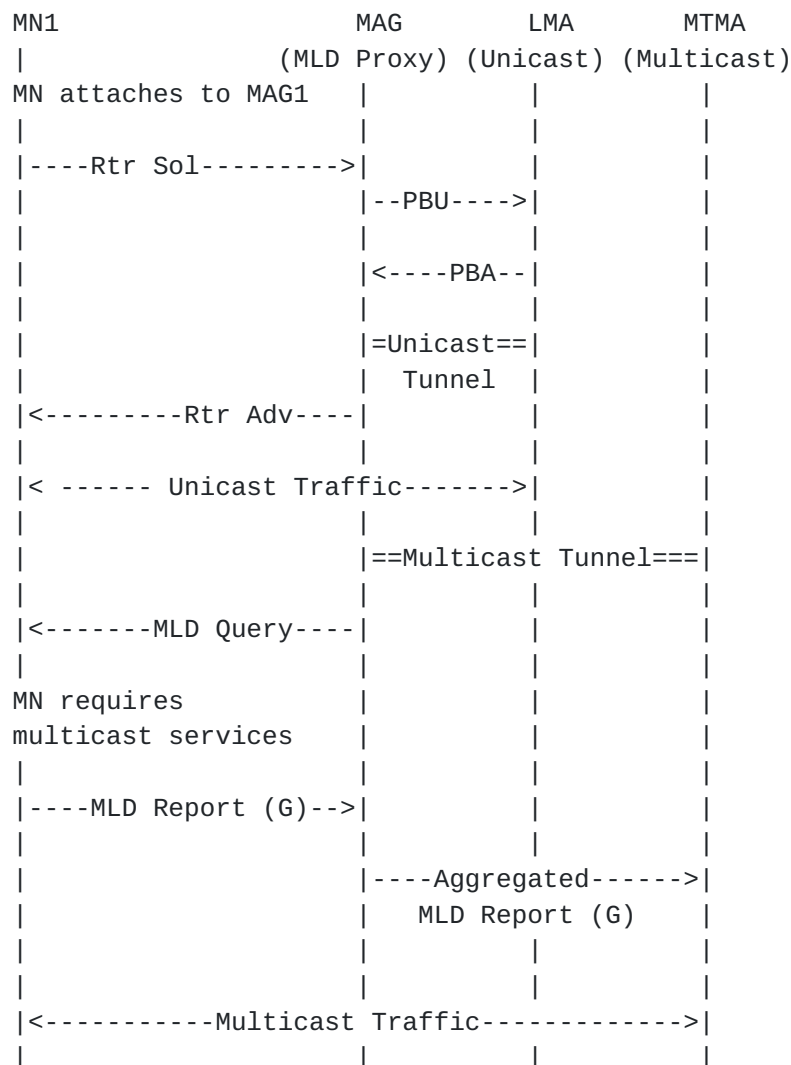 MN1                   MAG        LMA       MTMA
|                (MLD Proxy) (Unicast) (Multicast)
MN attaches to MAG1   |          |          |
|                     |          |          |
|----Rtr Sol--------->|          |          |
|                     |--PBU---->|          |
|                     |          |          |
|                     |<----PBA--|          |
|                     |          |          |
|                     |=Unicast==|          |
|                     |  Tunnel  |          |
|<---------Rtr Adv----|          |          |
|                     |          |          |
|< ------ Unicast Traffic------->|          |
|                     |          |          |
|                     |==Multicast Tunnel===|
|                     |          |          |
|<-------MLD Query----|          |          |
|                     |          |          |
MN requires           |          |          |
multicast services    |          |          |
|                     |          |          |
|----MLD Report (G)-->|          |          |
|                     |          |          |
|                     |----Aggregated------>|
|                     |   MLD Report (G)    |
|                     |          |          |
|                     |          |          |
|<-----------Multicast Traffic------------->|
|                     |          |          |